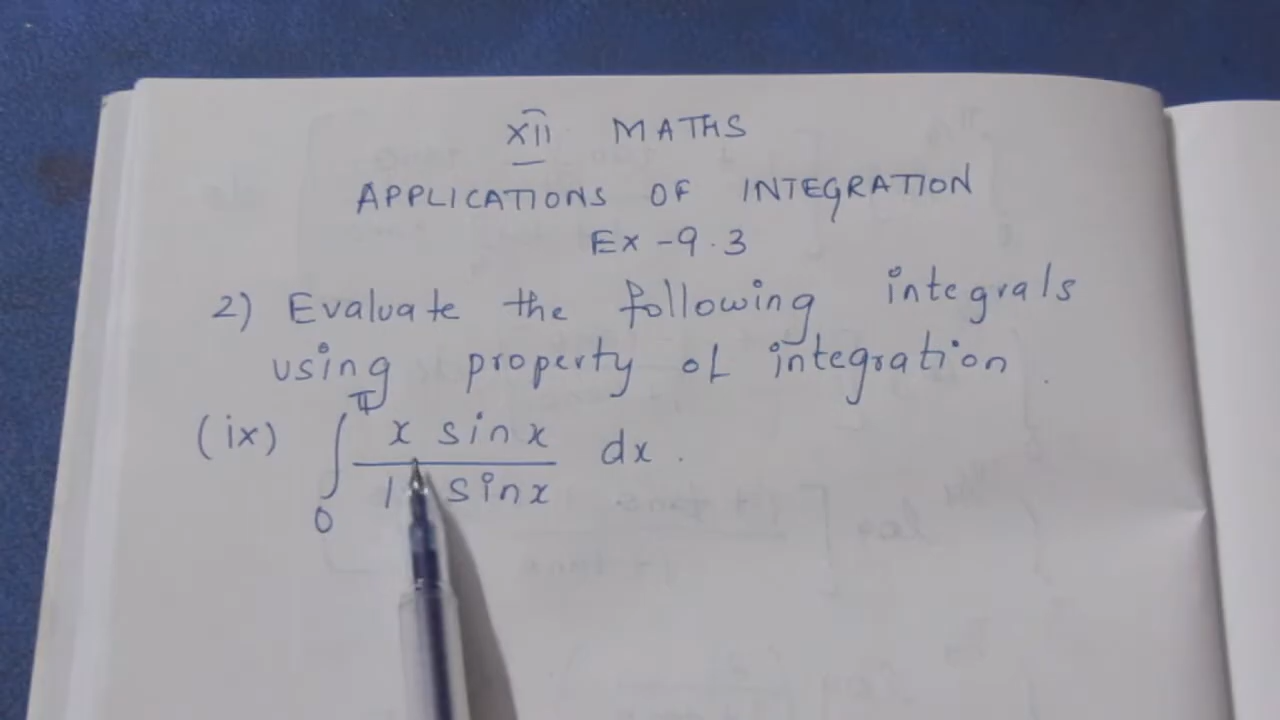 XII MATHS
APPLICATIONS OF INTEGRATION
Ex - 9.3
2) Evaluate the following integrals
using property of integration.
(ix) ∫ π 0 x sin x / 1 sin x dx.